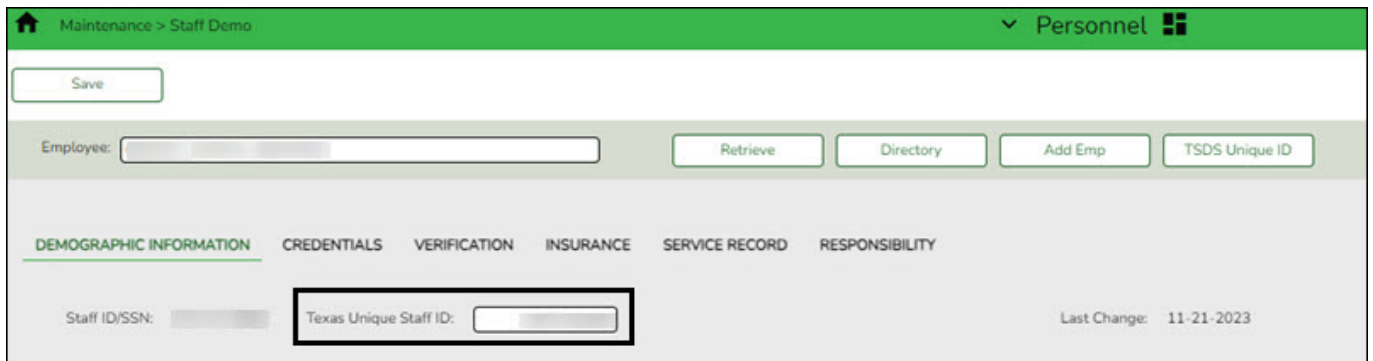 Maintenance > Staff Demo Personnel
Save
Employee: Retrieve Directory Add Emp TSDS Unique ID
DEMOGRAPHIC INFORMATION CREDENTIALS VERIFICATION INSURANCE SERVICE RECORD RESPONSIBILITY
Staff ID/SSN: Texas Unique Staff ID: Last Change: 11-21-2023